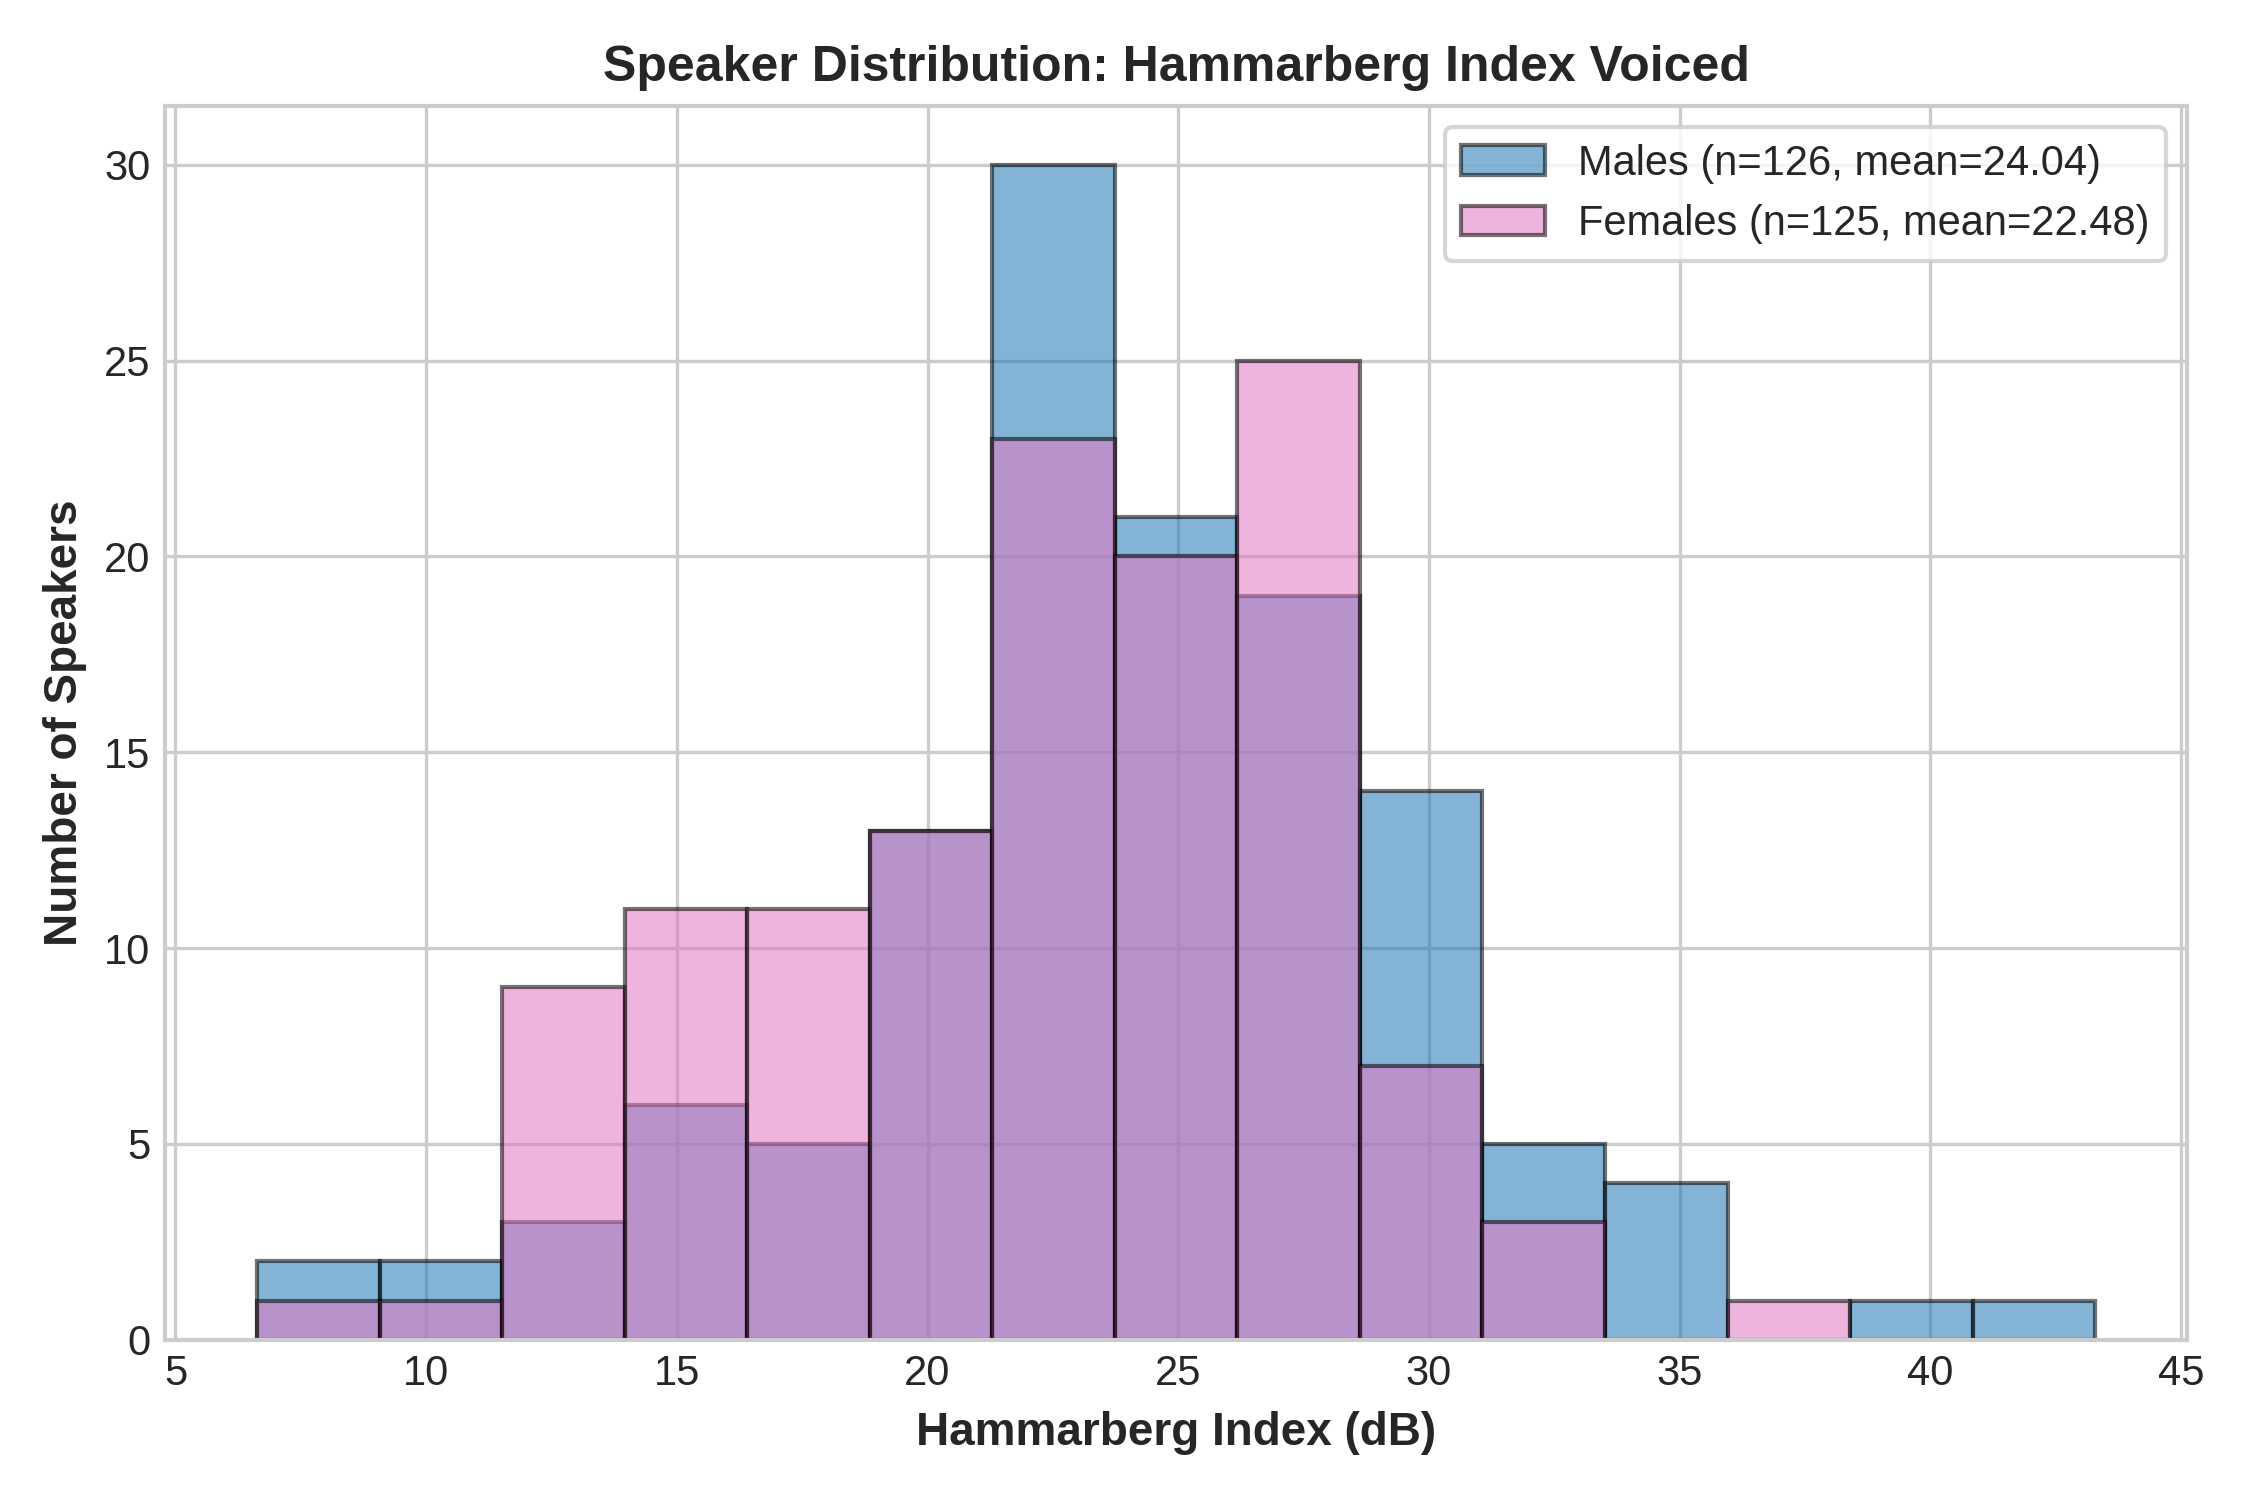 Speaker Distribution: Hammarberg Index Voiced
Males (n=126, mean=24.04)
Females (n=125, mean=22.48)
Number of Speakers
30
25
20
15
10
5
0
5 10 15 20 25 30 35 40 45
Hammarberg Index (dB)